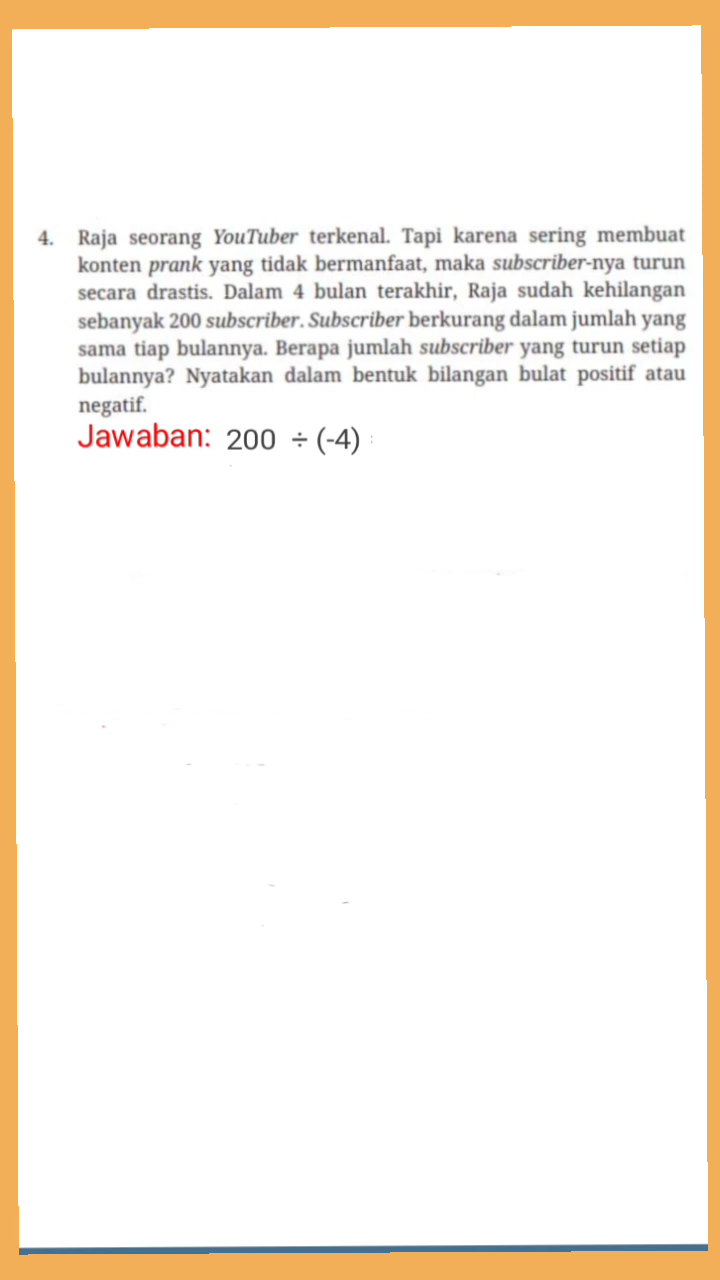 4. Raja seorang YouTuber terkenal. Tapi karena sering membuat
konten prank yang tidak bermanfaat, maka subscriber-nya turun
secara drastis. Dalam 4 bulan terakhir, Raja sudah kehilangan
sebanyak 200 subscriber. Subscriber berkurang dalam jumlah yang
sama tiap bulannya. Berapa jumlah subscriber yang turun setiap
bulannya? Nyatakan dalam bentuk bilangan bulat positif atau
negatif.
Jawaban: 200 ÷ (-4) :